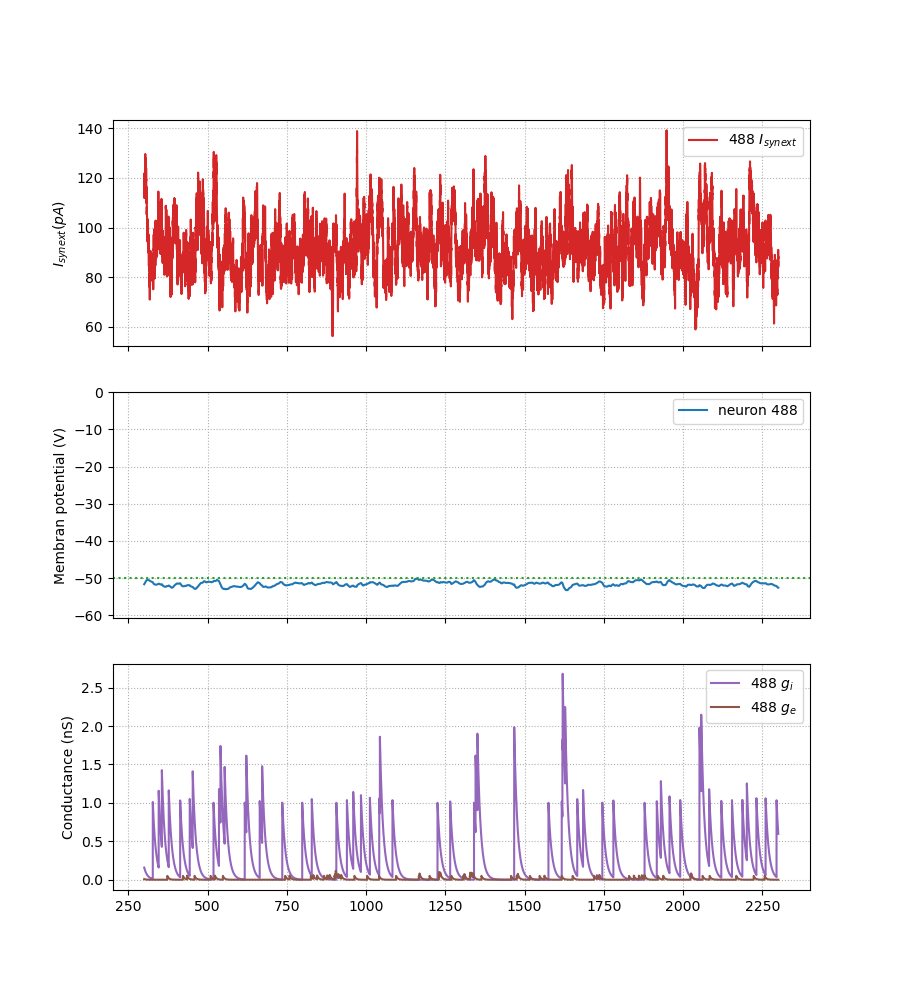 140
120
100
80
60
I_synext(pA)
488 I_synext
0
−10
−20
−30
−40
−50
−60
Membran potential (V)
neuron 488
2.5
2.0
1.5
1.0
0.5
0.0
Conductance (nS)
488 g_i
488 g_e
250 500 750 1000 1250 1500 1750 2000 2250